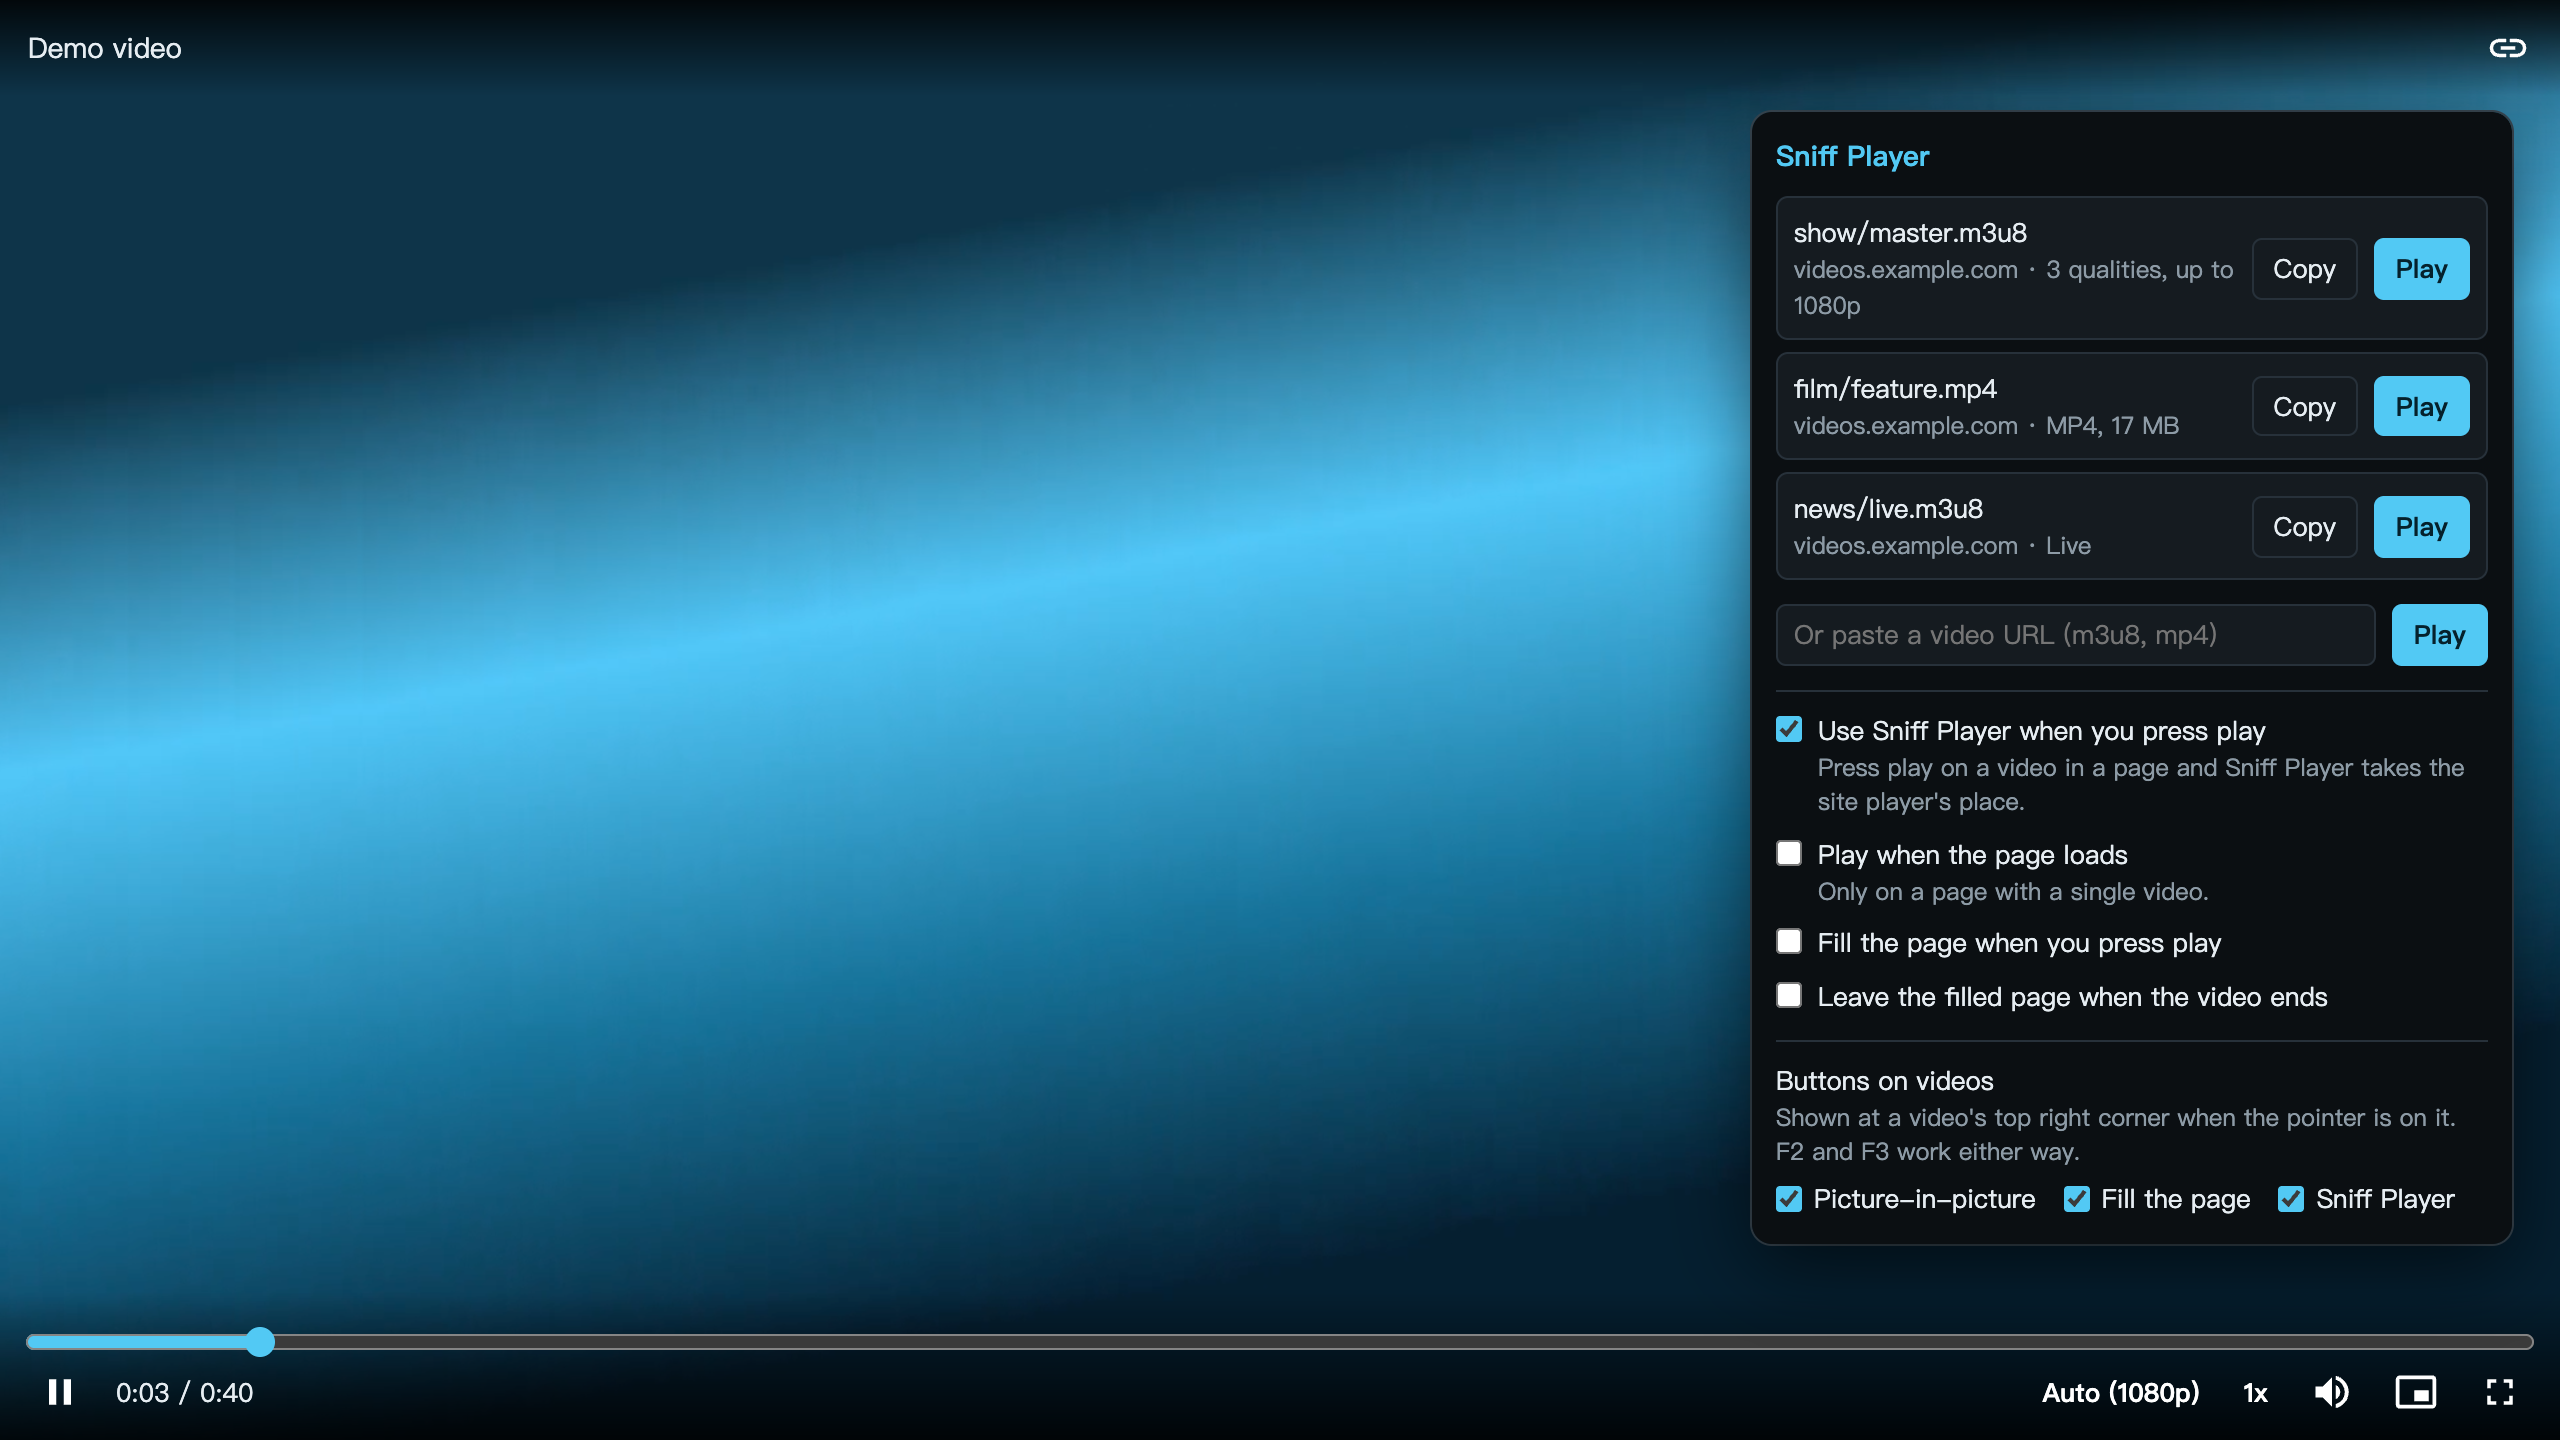 Demo video
Sniff Player
show/master.m3u8
videos.example.com · 3 qualities, up to
1080p
Copy
Play
film/feature.mp4
videos.example.com · MP4, 17 MB
Copy
Play
news/live.m3u8
videos.example.com · Live
Copy
Play
Or paste a video URL (m3u8, mp4)
Play
Use Sniff Player when you press play
Press play on a video in a page and Sniff Player takes the
site player's place.
Play when the page loads
Only on a page with a single video.
Fill the page when you press play
Leave the filled page when the video ends
Buttons on videos
Shown at a video's top right corner when the pointer is on it.
F2 and F3 work either way.
Picture-in-picture
Fill the page
Sniff Player
0:03 / 0:40
Auto (1080p)
1x